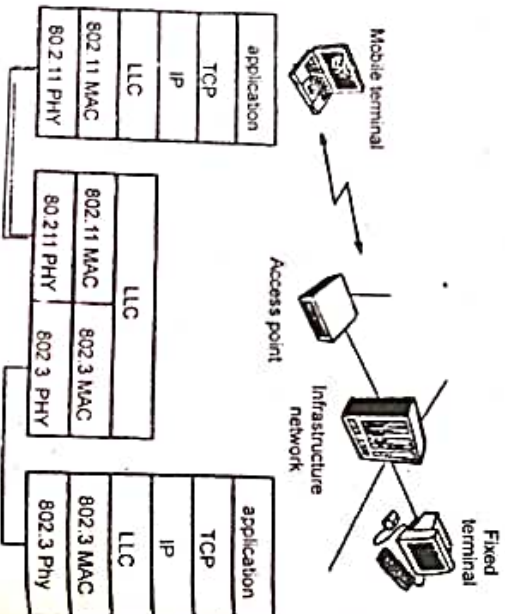 Mobile terminal
Access point
Infrastructure
network
Fixed
terminal
application
TCP
IP
LLC
802 11 MAC
80.2 11 PHY
LLC
802.11 MAC
802.3 MAC
80.211 PHY
802 3 PHY
application
TCP
IP
LLC
802.3 MAC
802.3 Phy